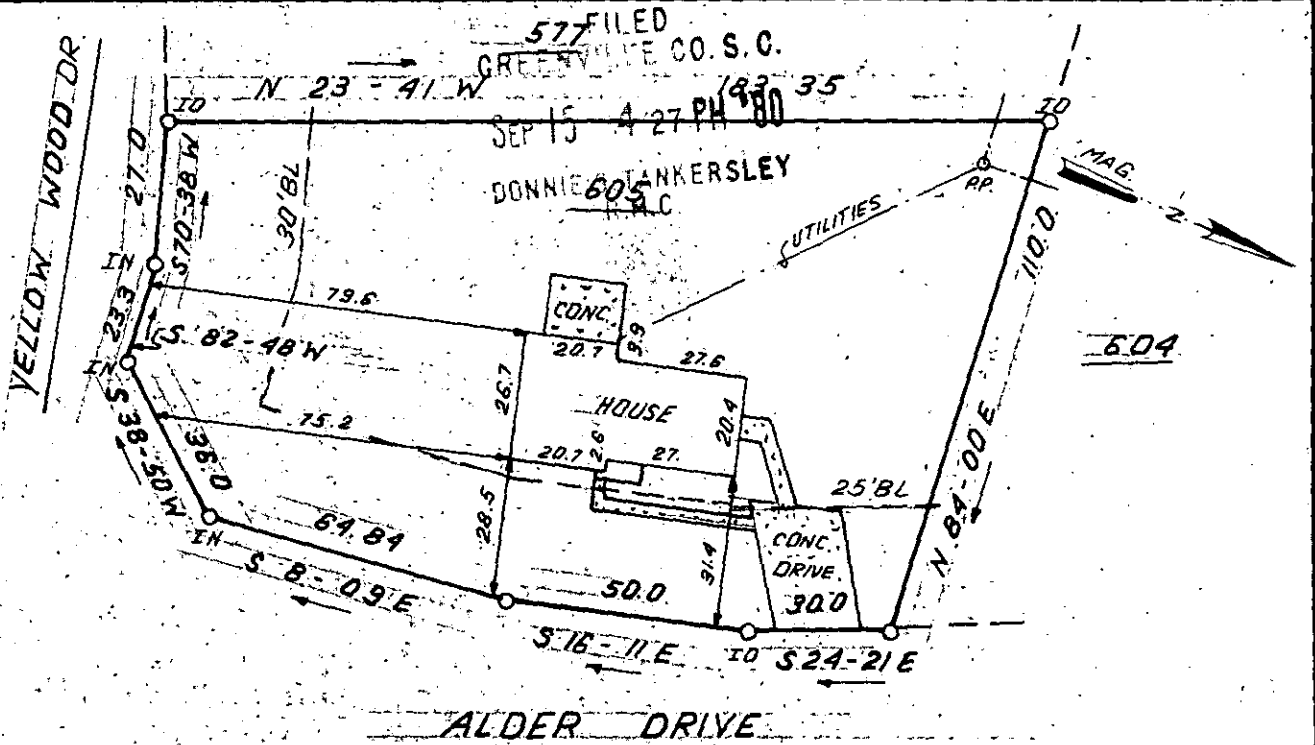 577 FILED
GREENVILLE CO. S. C.
N 23-41 W 183.35
SEP 15 4 27 PH '80
DONNIE TANKERSLEY
605
R M C
YELLOW WOOD DR
IO
IO
27.0
S70-38 W
30'BL
P.P.
MAG.
N
UTILITIES
110.0
IN
79.6
CONC.
23.3
S. 82-48 W
20.7
9.9
27.6
604
IN
26.7
HOUSE
20.4
S 38-50 W
38.0
75.2
20.7
2.6
27.
25'BL
N 84-00 E
IN
64.84
28.5
31.4
CONC.
DRIVE
S 8-09 E
50.0
30.0
S 16-11 E
IO
S 24-21 E
ALDER DRIVE